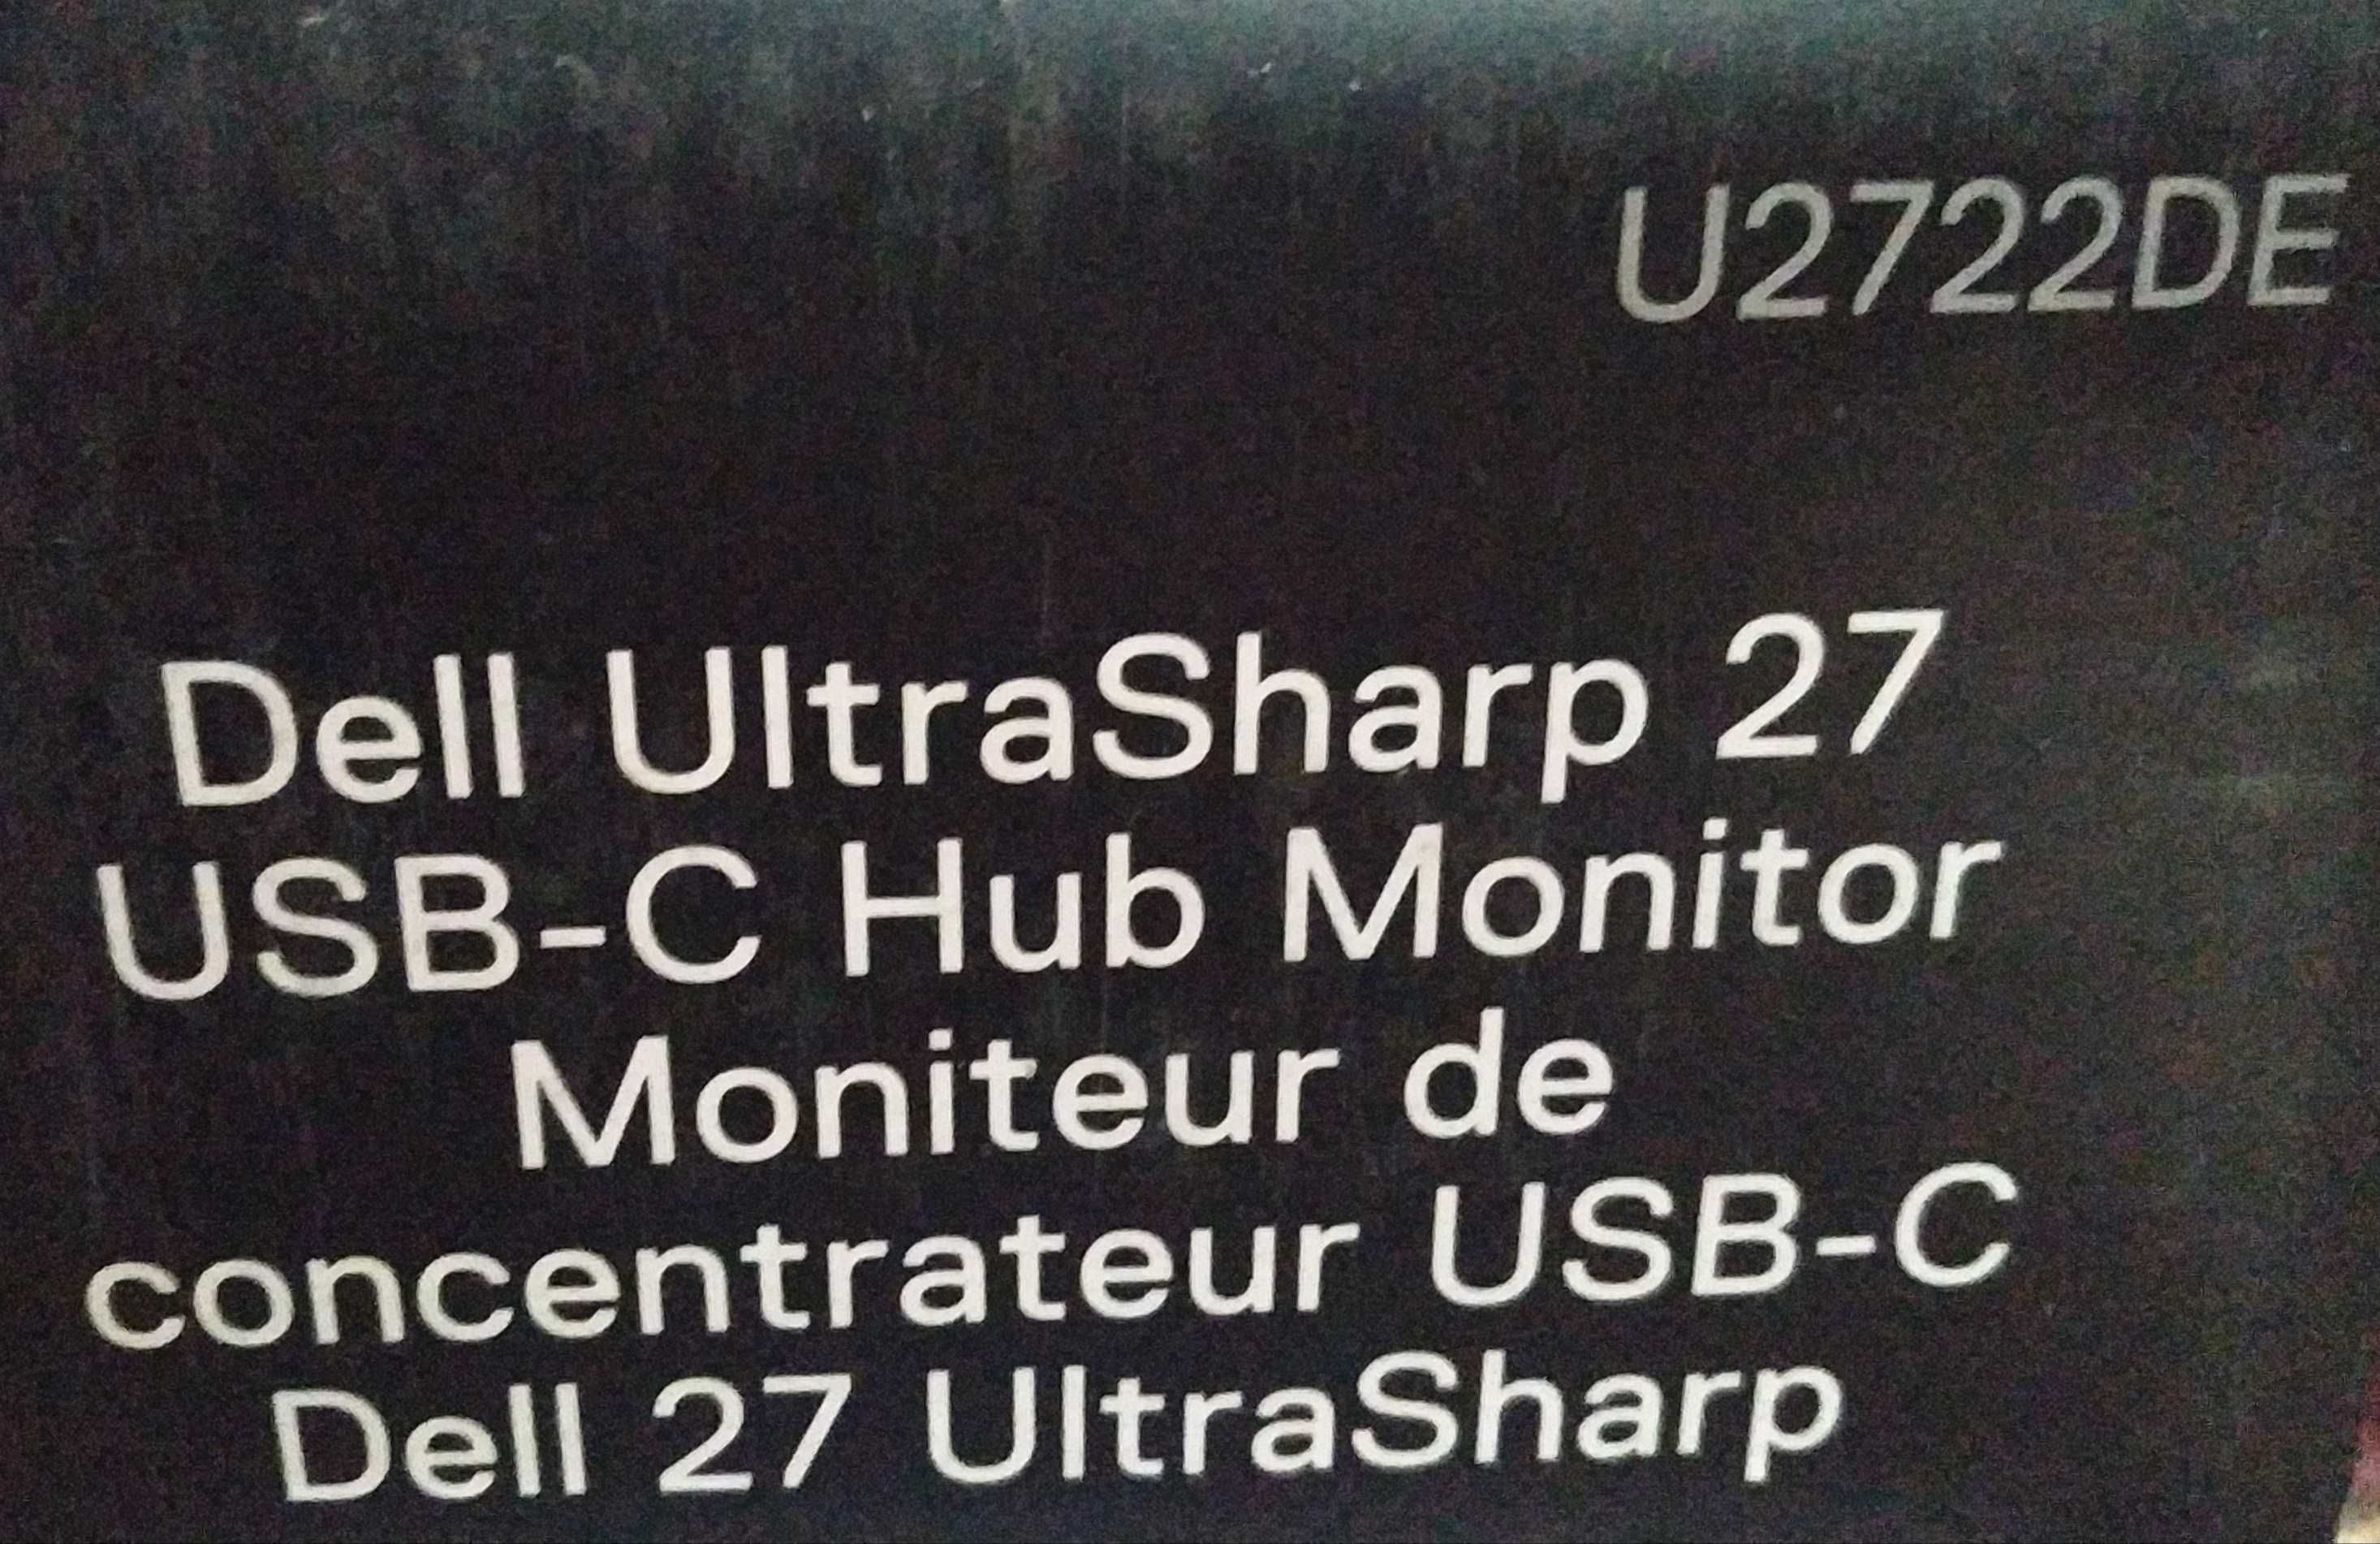 U2722DE
Dell UltraSharp 27
USB-C Hub Monitor
Moniteur de
concentrateur USB-C
Dell 27 UltraSharp